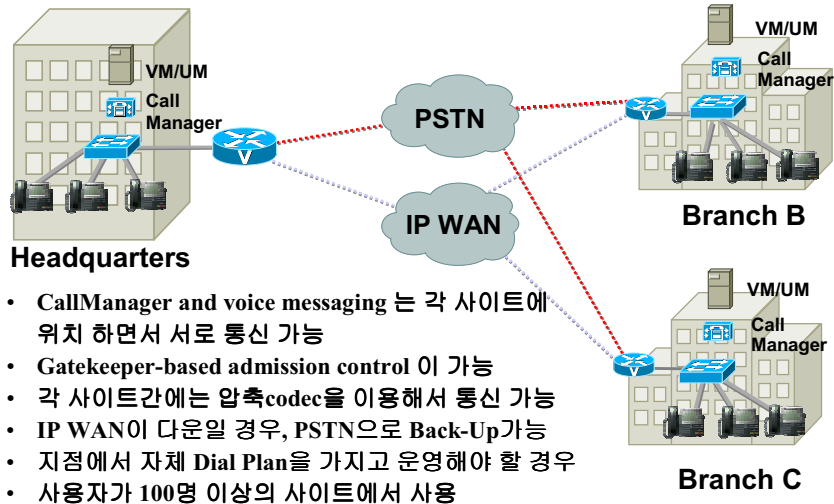 VM/UM
Call
Manager
V
Headquarters
PSTN
IP WAN
VM/UM
Call
Manager
V
Branch B
VM/UM
Call
Manager
V
Branch C
• CallManager and voice messaging 는 각 사이트에
위치 하면서 서로 통신 가능
• Gatekeeper-based admission control 이 가능
• 각 사이트간에는 압축codec을 이용해서 통신 가능
• IP WAN이 다운일 경우, PSTN으로 Back-Up가능
• 지점에서 자체 Dial Plan을 가지고 운영해야 할 경우
• 사용자가 100명 이상의 사이트에서 사용